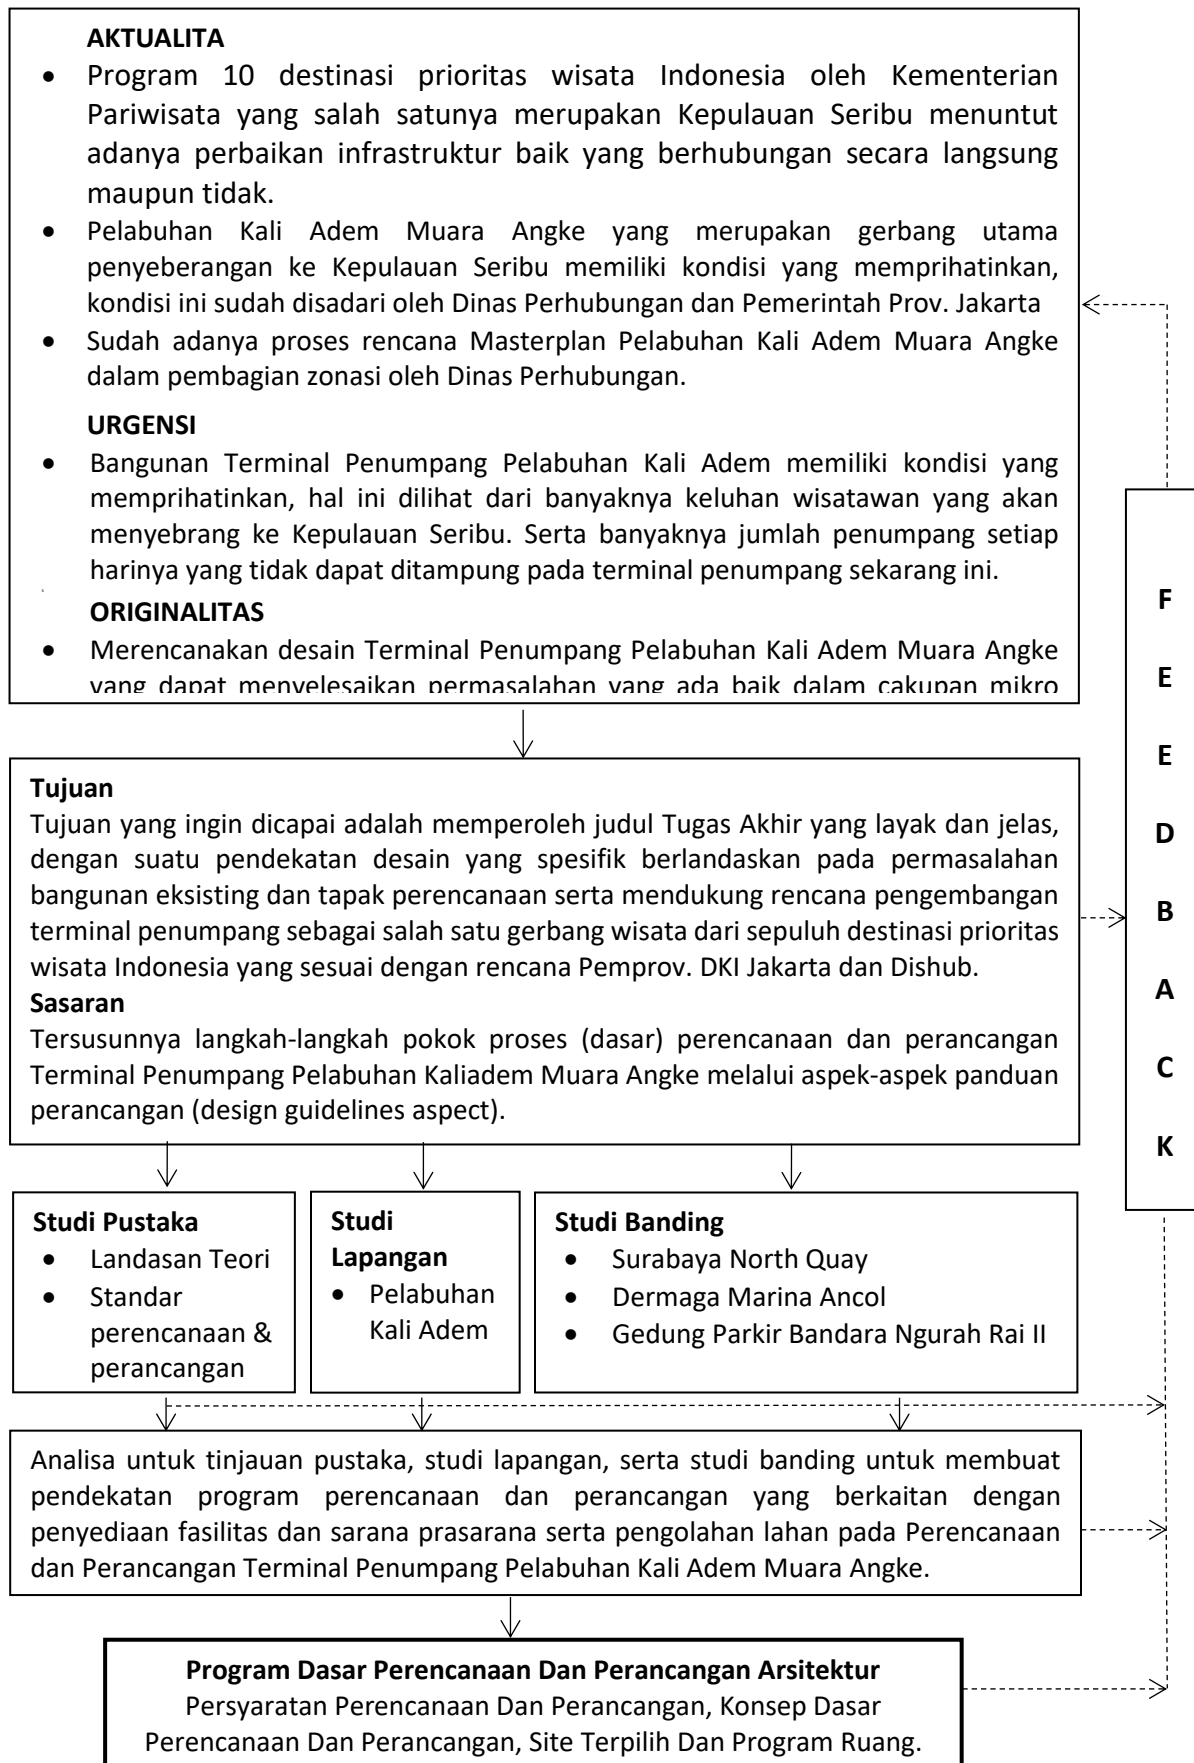 AKTUALITA
• Program 10 destinasi prioritas wisata Indonesia oleh Kementerian
Pariwisata yang salah satunya merupakan Kepulauan Seribu menuntut
adanya perbaikan infrastruktur baik yang berhubungan secara langsung
maupun tidak.
• Pelabuhan Kali Adem Muara Angke yang merupakan gerbang utama
penyeberangan ke Kepulauan Seribu memiliki kondisi yang memprihatinkan,
kondisi ini sudah disadari oleh Dinas Perhubungan dan Pemerintah Prov. Jakarta
• Sudah adanya proses rencana Masterplan Pelabuhan Kali Adem Muara Angke
dalam pembagian zonasi oleh Dinas Perhubungan.
URGENSI
• Bangunan Terminal Penumpang Pelabuhan Kali Adem memiliki kondisi yang
memprihatinkan, hal ini dilihat dari banyaknya keluhan wisatawan yang akan
menyebrang ke Kepulauan Seribu. Serta banyaknya jumlah penumpang setiap
harinya yang tidak dapat ditampung pada terminal penumpang sekarang ini.
ORIGINALITAS
• Merencanakan desain Terminal Penumpang Pelabuhan Kali Adem Muara Angke
yang dapat menyelesaikan permasalahan yang ada baik dalam cakupan mikro
Tujuan
Tujuan yang ingin dicapai adalah memperoleh judul Tugas Akhir yang layak dan jelas,
dengan suatu pendekatan desain yang spesifik berlandaskan pada permasalahan
bangunan eksisting dan tapak perencanaan serta mendukung rencana pengembangan
terminal penumpang sebagai salah satu gerbang wisata dari sepuluh destinasi prioritas
wisata Indonesia yang sesuai dengan rencana Pemprov. DKI Jakarta dan Dishub.
Sasaran
Tersusunnya langkah-langkah pokok proses (dasar) perencanaan dan perancangan
Terminal Penumpang Pelabuhan Kaliadem Muara Angke melalui aspek-aspek panduan
perancangan (design guidelines aspect).
F
E
E
D
B
A
C
K
Studi Pustaka
• Landasan Teori
• Standar
perencanaan &
perancangan
Studi
Lapangan
• Pelabuhan
Kali Adem
Studi Banding
• Surabaya North Quay
• Dermaga Marina Ancol
• Gedung Parkir Bandara Ngurah Rai II
Analisa untuk tinjauan pustaka, studi lapangan, serta studi banding untuk membuat
pendekatan program perencanaan dan perancangan yang berkaitan dengan
penyediaan fasilitas dan sarana prasarana serta pengolahan lahan pada Perencanaan
dan Perancangan Terminal Penumpang Pelabuhan Kali Adem Muara Angke.
Program Dasar Perencanaan Dan Perancangan Arsitektur
Persyaratan Perencanaan Dan Perancangan, Konsep Dasar
Perencanaan Dan Perancangan, Site Terpilih Dan Program Ruang.